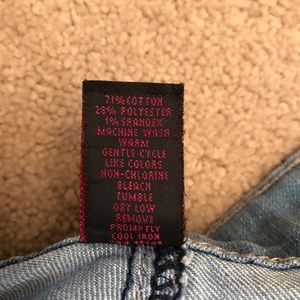 71% COTTON
28% POLYESTER
1% SPANDEX
MACHINE WASH
WARM
GENTLE CYCLE
LIKE COLORS
NON-CHLORINE
BLEACH
TUMBLE
DRY LOW
REMOVE
PROMPTLY
COOL IRON